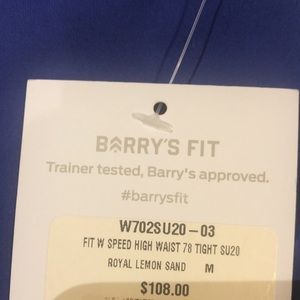 BARRY'S FIT
Trainer tested, Barry's approved.
#barrysfit
W702SU20-03
FIT W SPEED HIGH WAIST 78 TIGHT SU20
ROYAL LEMON SAND M
$108.00